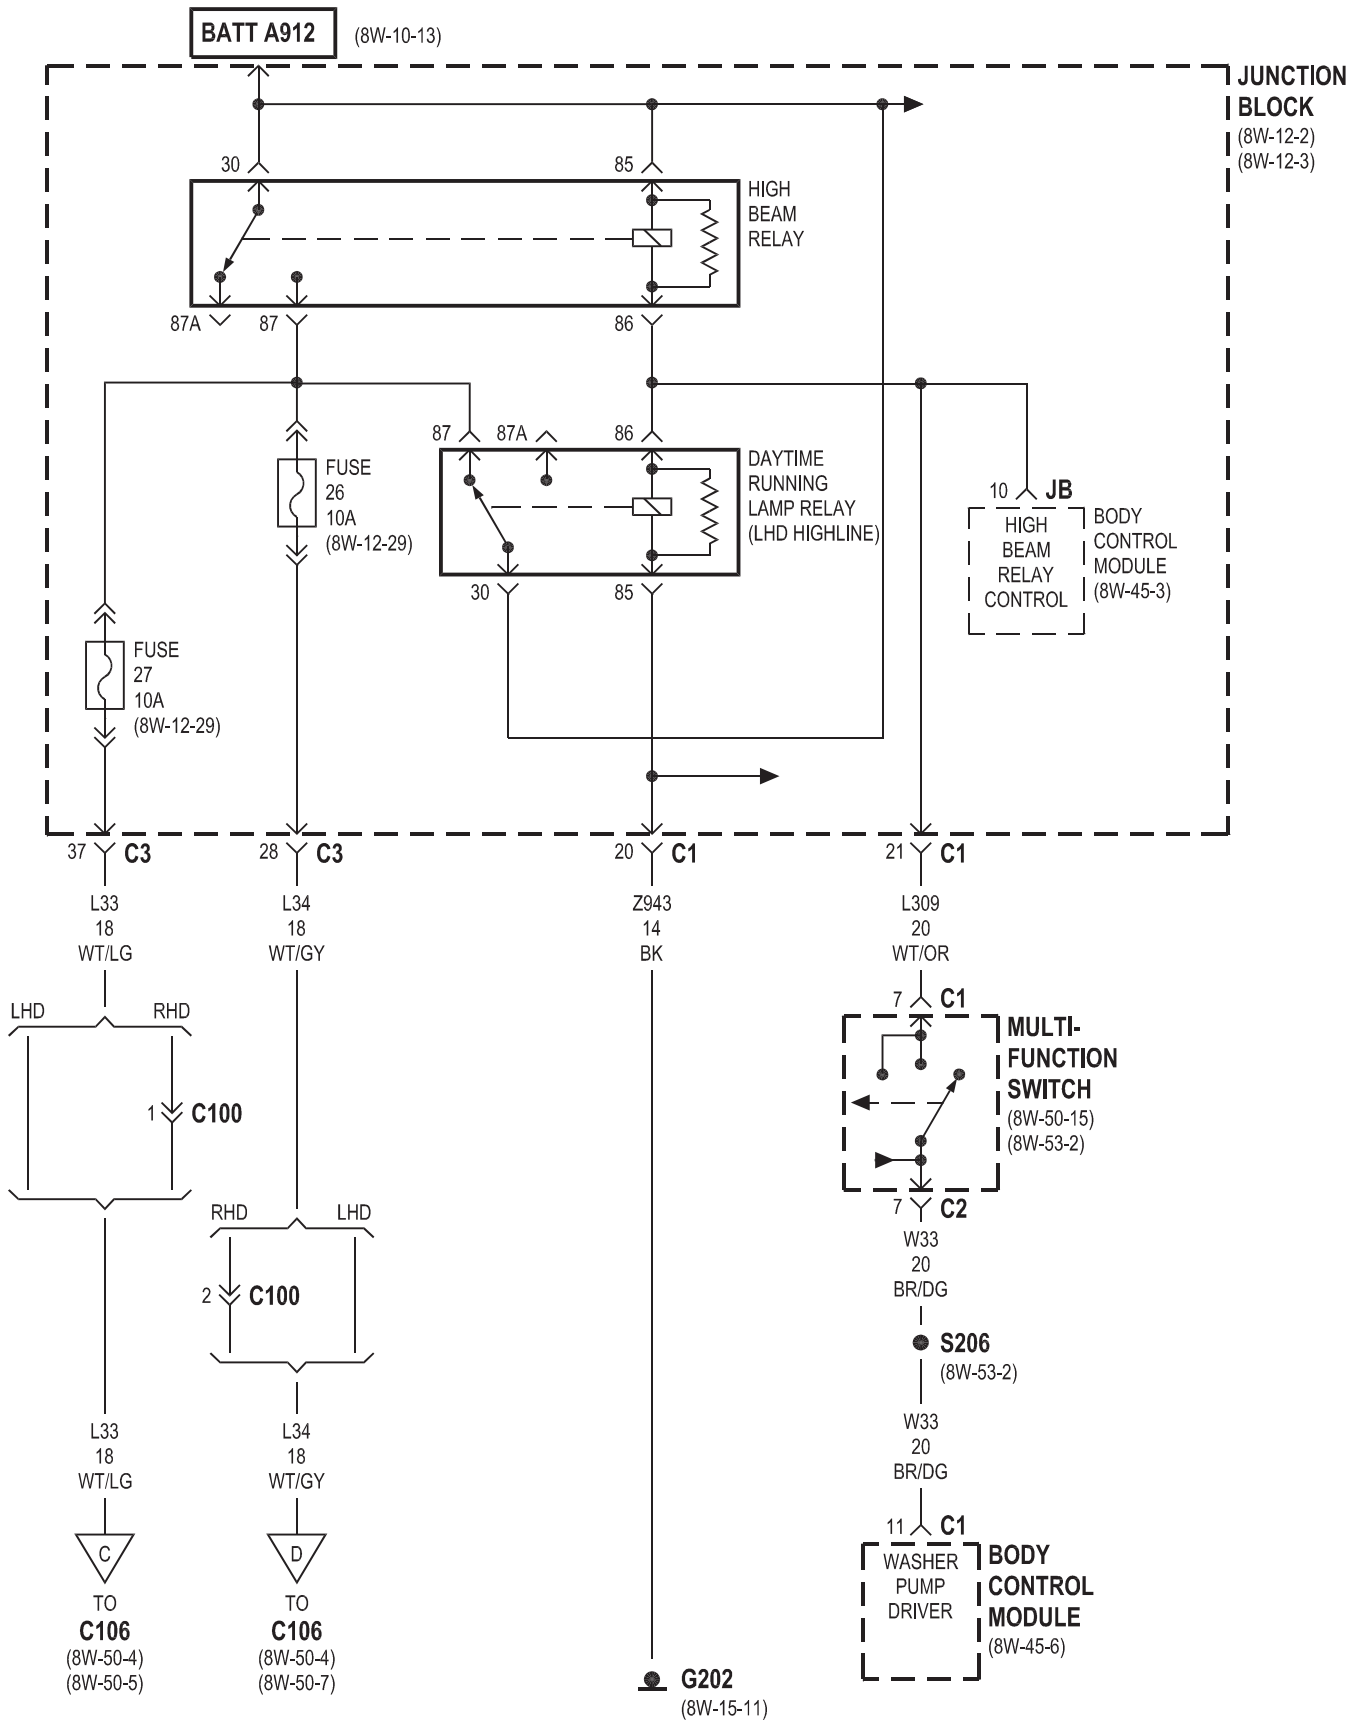 BATT A912 (8W-10-13)
JUNCTION
BLOCK
(8W-12-2)
(8W-12-3)
30
85
HIGH
BEAM
RELAY
87A
87
86
87
87A
86
DAYTIME
RUNNING
LAMP RELAY
(LHD HIGHLINE)
FUSE
26
10A
(8W-12-29)
10 JB
HIGH
BEAM
RELAY
CONTROL
BODY
CONTROL
MODULE
(8W-45-3)
30
85
FUSE
27
10A
(8W-12-29)
37 C3
28 C3
20 C1
21 C1
L33
18
WT/LG
L34
18
WT/GY
Z943
14
BK
L309
20
WT/OR
LHD
RHD
1 C100
7 C1
MULTI-
FUNCTION
SWITCH
(8W-50-15)
(8W-53-2)
7 C2
RHD
LHD
2 C100
W33
20
BR/DG
S206
(8W-53-2)
L33
18
WT/LG
L34
18
WT/GY
W33
20
BR/DG
C
TO
C106
(8W-50-4)
(8W-50-5)
D
TO
C106
(8W-50-4)
(8W-50-7)
G202
(8W-15-11)
11 C1
WASHER
PUMP
DRIVER
BODY
CONTROL
MODULE
(8W-45-6)